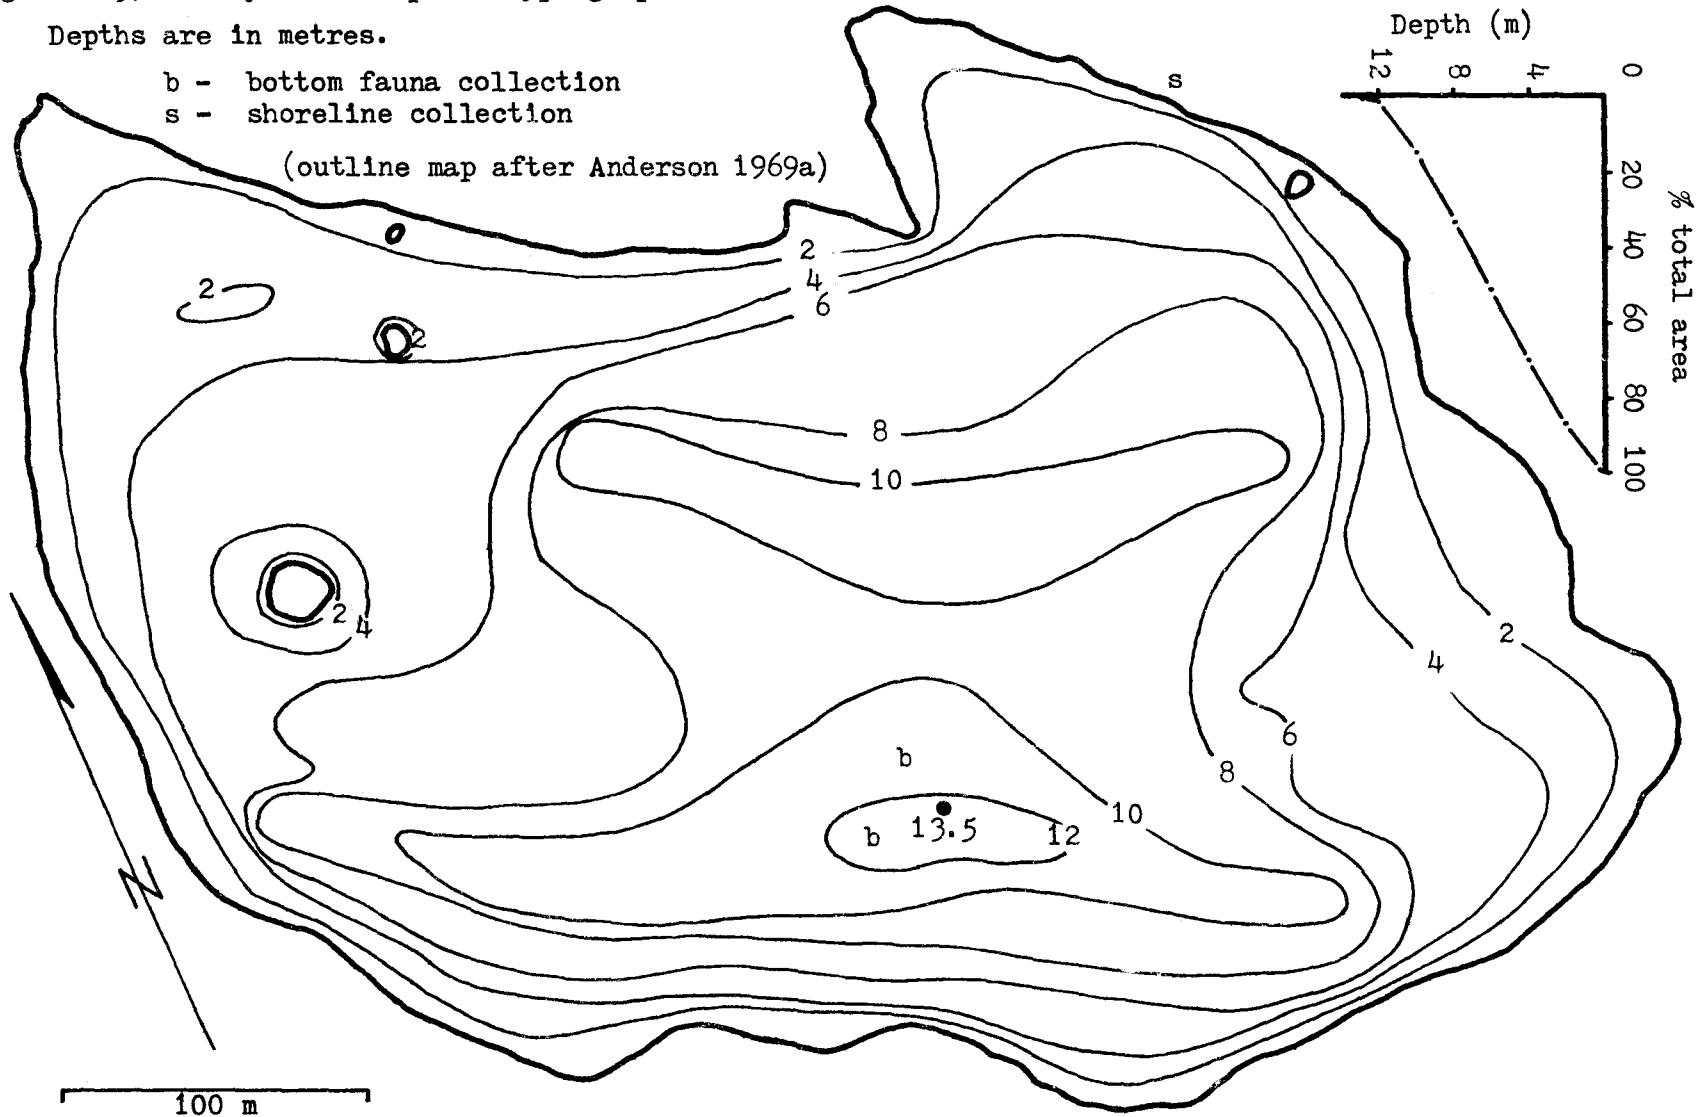 Depths are in metres.
b - bottom fauna collection
s - shoreline collection
(outline map after Anderson 1969a)
s
Depth (m)
12 8 4 0
20
40
60
80
100
% total area
2
4
6
2
2
8
10
2
4
2
4
6
8
10
b
b
13.5
12
N
100 m